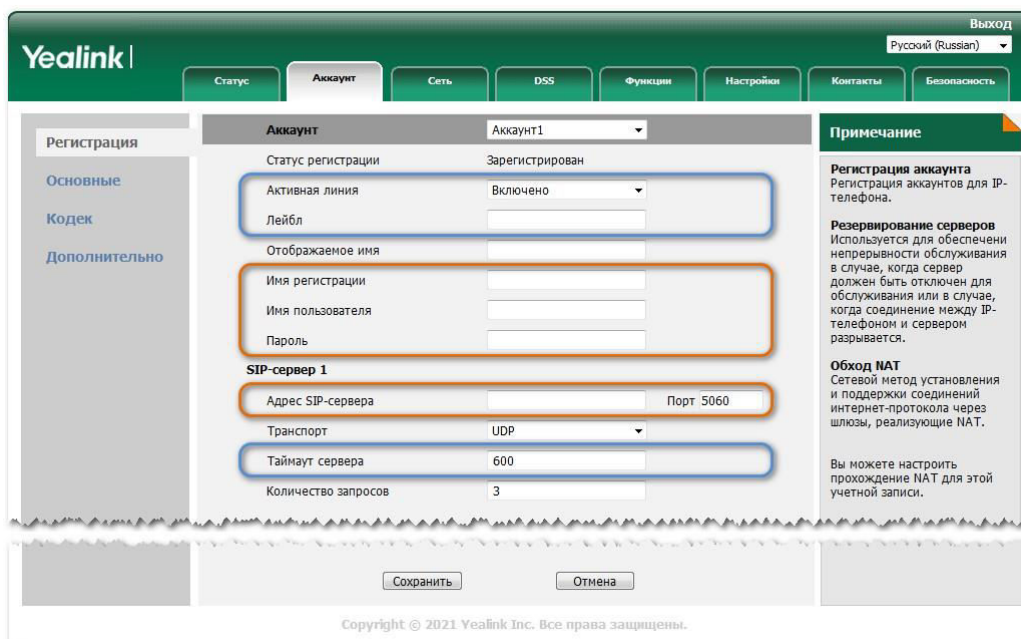 Выход
Yealink
Русский (Russian)
Статус
Аккаунт
Сеть
DSS
Функции
Настройки
Контакты
Безопасность
Регистрация
Основные
Кодек
Дополнительно
Аккаунт Аккаунт1
Статус регистрации Зарегистрирован
Активная линия Включено
Лейбл
Отображаемое имя
Имя регистрации
Имя пользователя
Пароль
SIP-сервер 1
Адрес SIP-сервера Порт 5060
Транспорт UDP
Таймаут сервера 600
Количество запросов 3
Сохранить Отмена
Примечание
Регистрация аккаунта
Регистрация аккаунтов для IP-
телефона.
Резервирование серверов
Используется для обеспечени
непрерывности обслуживания
в случае, когда сервер
должен быть отключен для
обслуживания или в случае,
когда соединение между IP-
телефоном и сервером
разрывается.
Обход NAT
Сетевой метод установления
и поддержки соединений
интернет-протокола через
шлюзы, реализующие NAT.
Вы можете настроить
прохождение NAT для этой
учетной записи.
Copyright © 2021 Yealink Inc. Все права защищены.